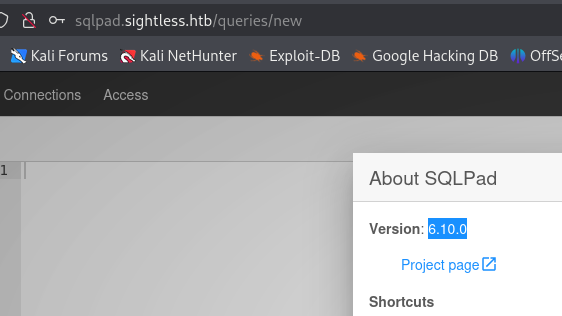 sqlpad.sightless.htb/queries/new
Kali Forums Kali NetHunter Exploit-DB Google Hacking DB OffSe
Connections Access
1
About SQLPad
Version: 6.10.0
Project page
Shortcuts